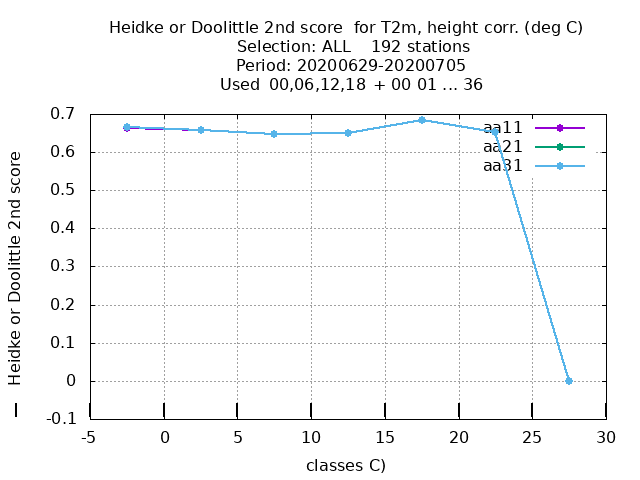 Heidke or Doolittle 2nd score  for T2m, height corr. (deg C)
Selection: ALL    192 stations
Period: 20200629-20200705
Used  00,06,12,18  + 00 01 ... 36
Heidke or Doolittle 2nd score
0.7
0.6
0.5
0.4
0.3
0.2
0.1
0
-0.1
aa11
aa21
aa31
-5
0
5
10
15
20
25
30
classes C)